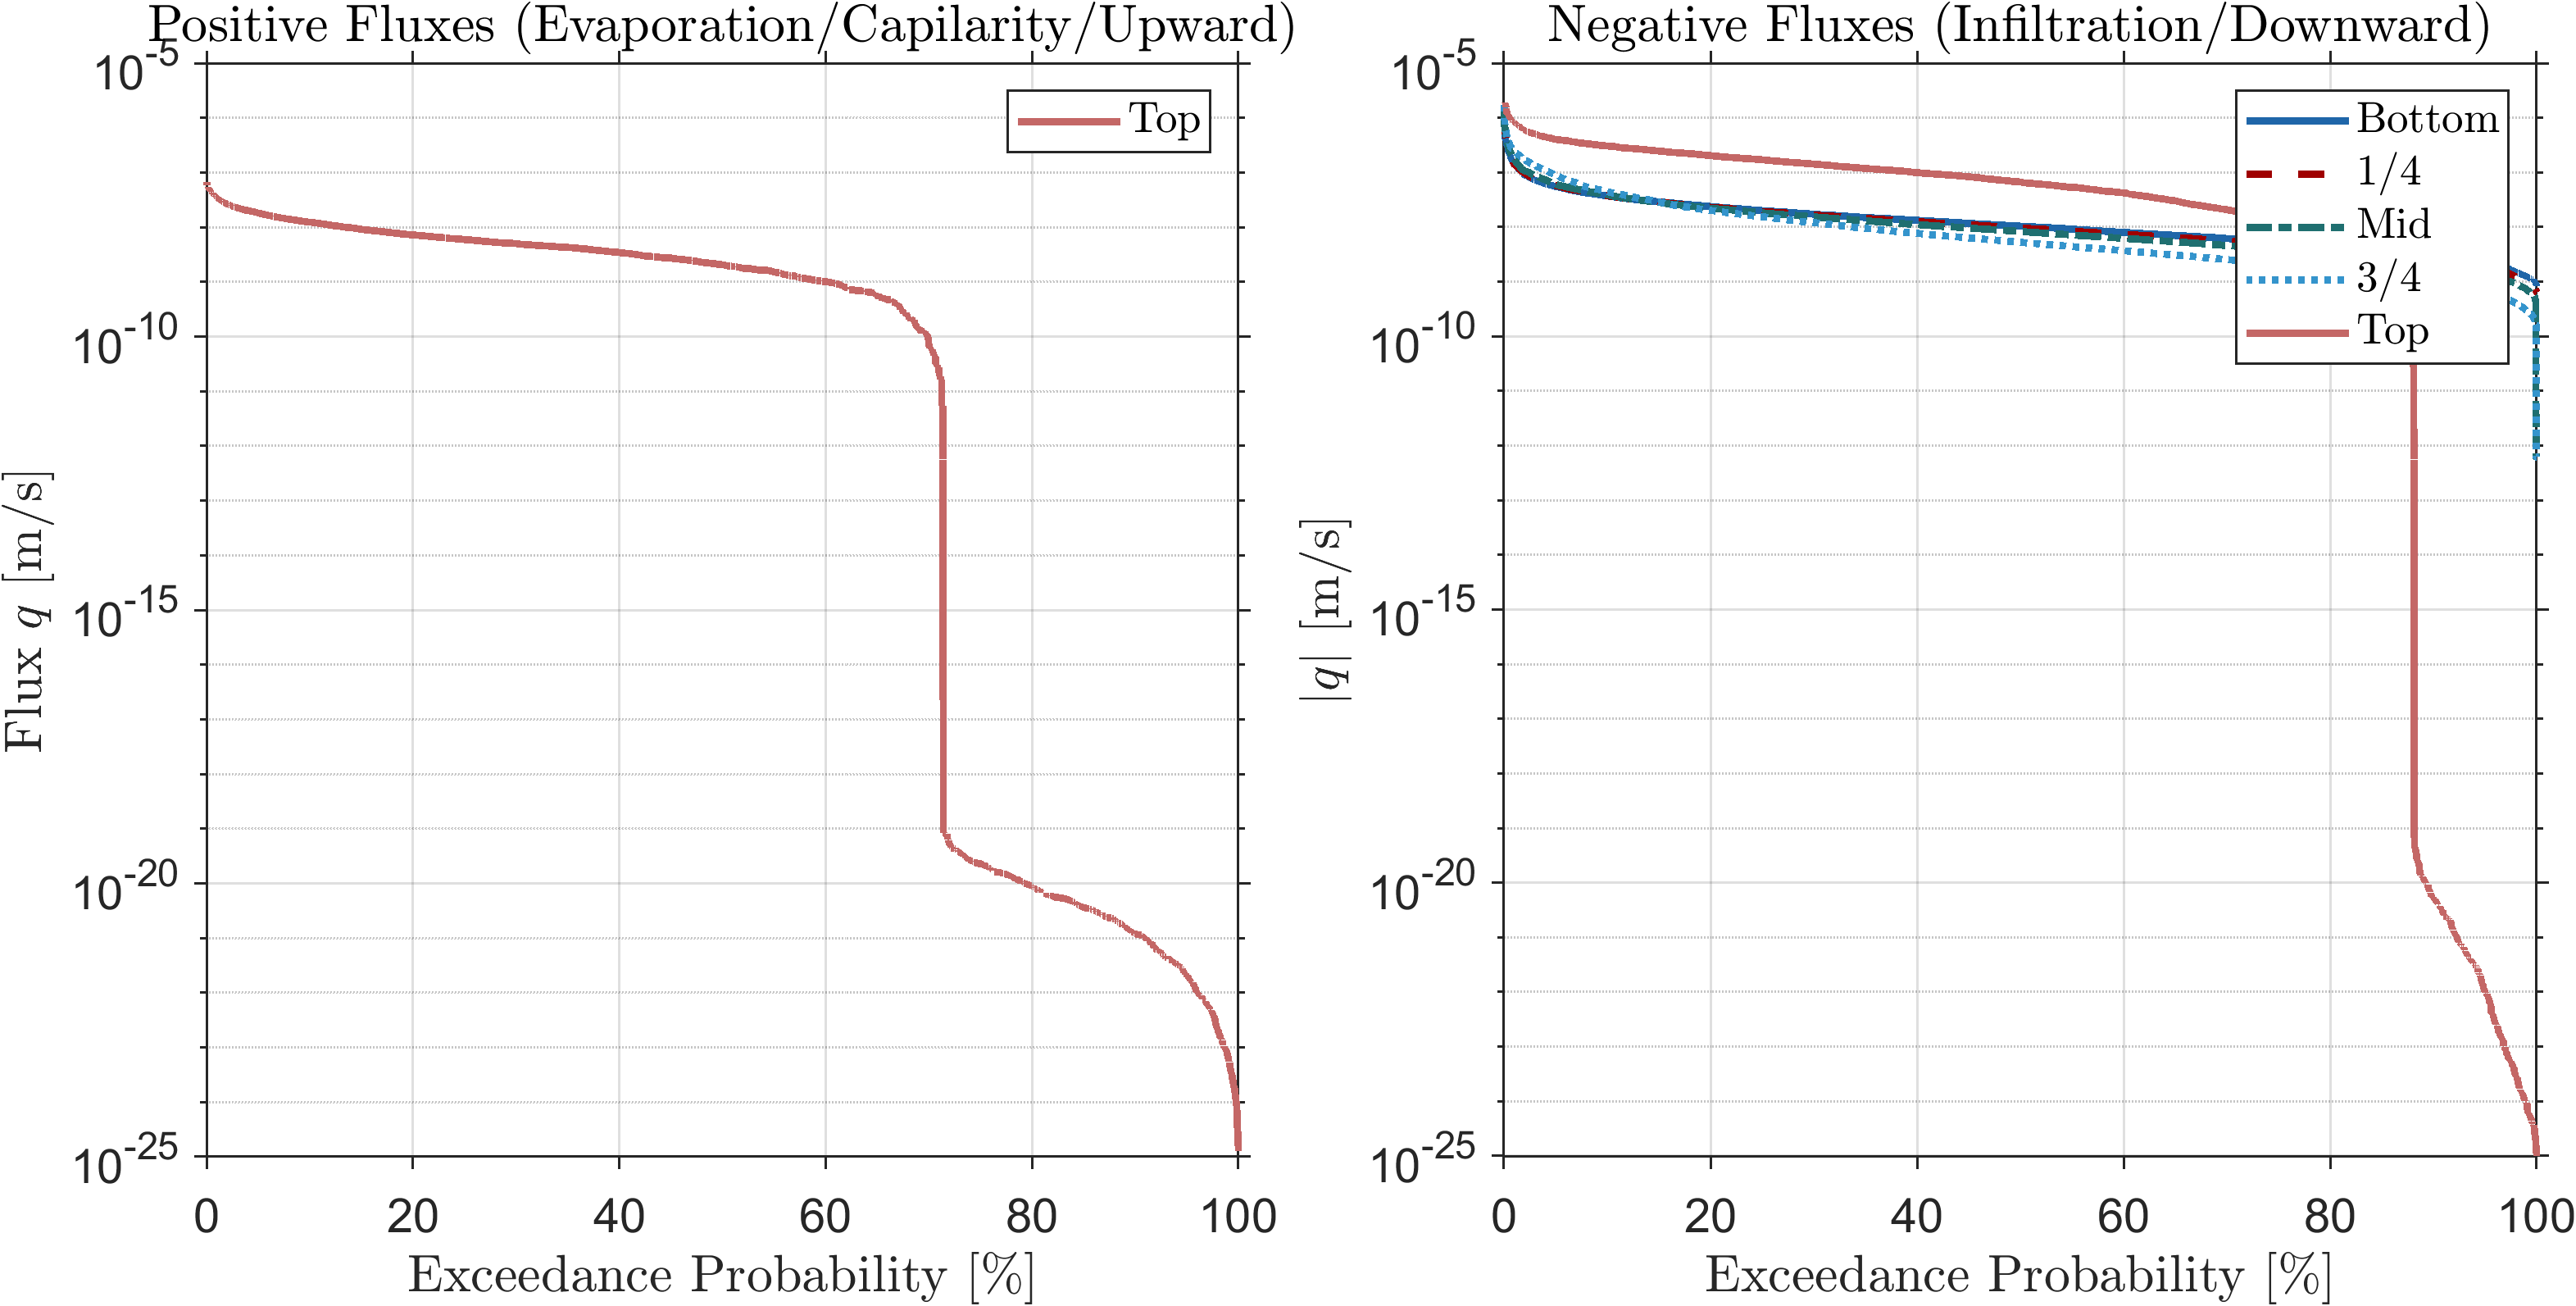 Positive Fluxes (Evaporation/Capilarity/Upward)
Flux q [m/s]
10-5
10-10
10-15
10-20
10-25
Top
0 20 40 60 80 100
Exceedance Probability [%]
Negative Fluxes (Infiltration/Downward)
|q| [m/s]
10-5
10-10
10-15
10-20
10-25
Bottom
1/4
Mid
3/4
Top
0 20 40 60 80 100
Exceedance Probability [%]